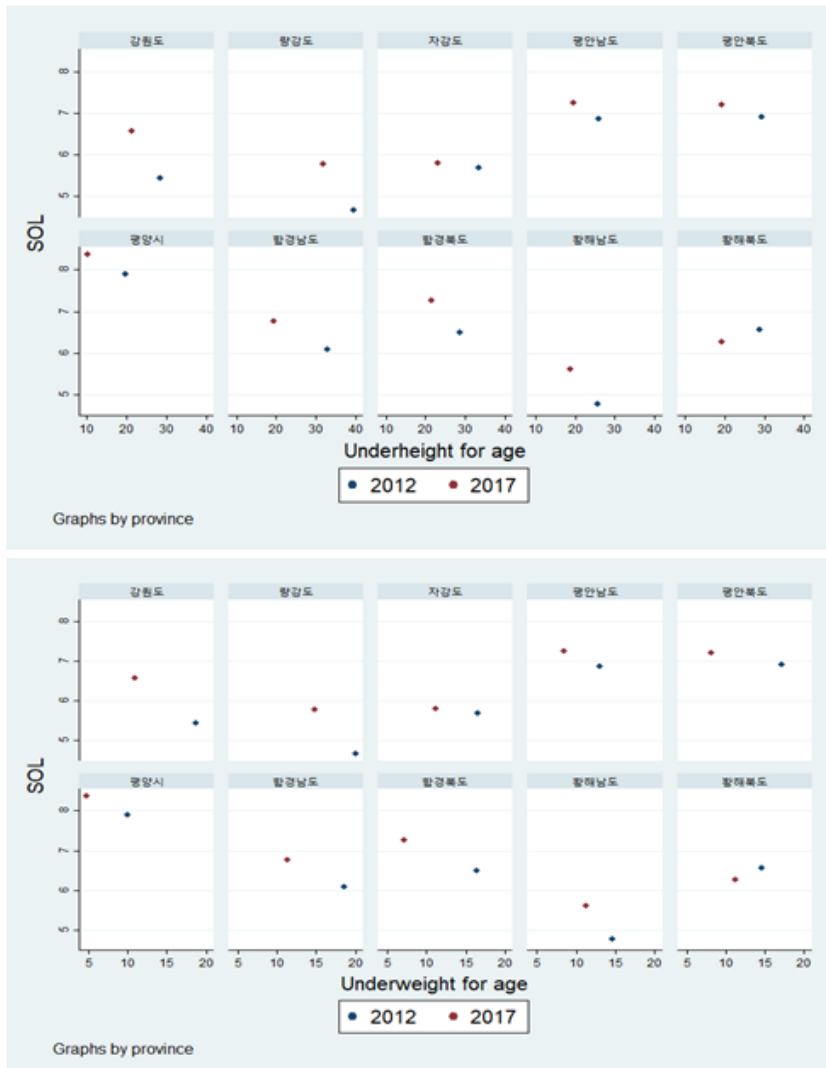 강원도 량강도 자강도 평안남도 평안북도
8
7
6
5
SOL
평양시 함경남도 함경북도 황해남도 황해북도
8
7
6
5
10 20 30 40 10 20 30 40 10 20 30 40 10 20 30 40 10 20 30 40
Underheight for age
2012 2017
Graphs by province
강원도 량강도 자강도 평안남도 평안북도
8
7
6
5
SOL
평양시 함경남도 함경북도 황해남도 황해북도
8
7
6
5
5 10 15 20 5 10 15 20 5 10 15 20 5 10 15 20 5 10 15 20
Underweight for age
2012 2017
Graphs by province